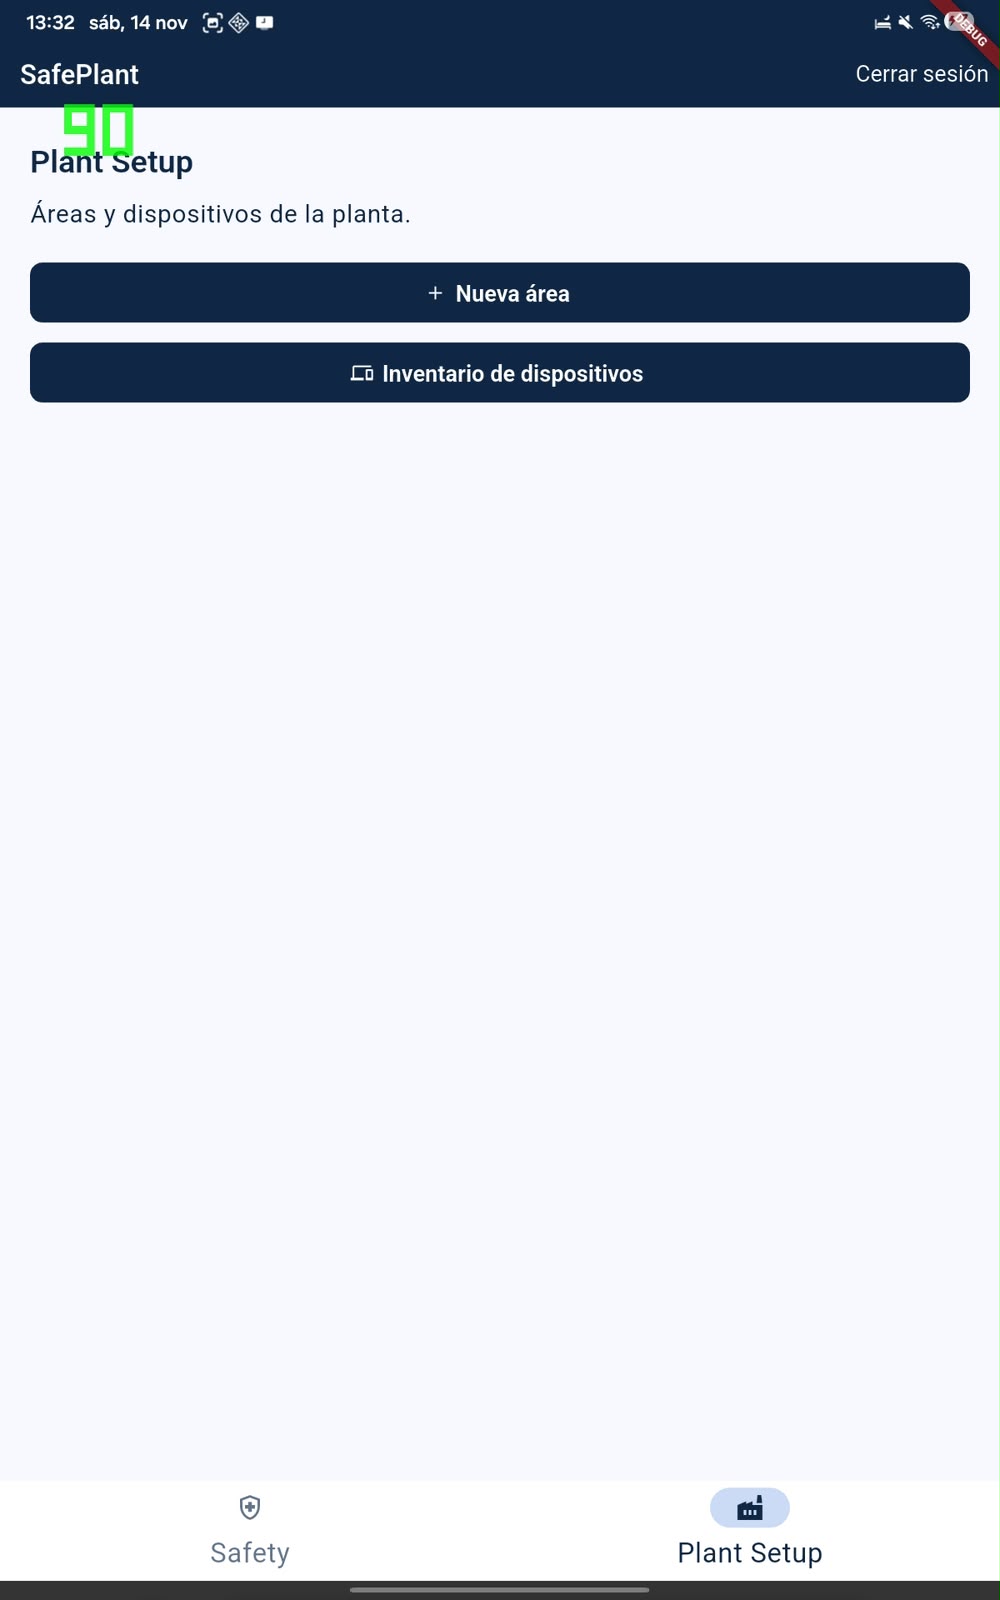 13:32 sáb, 14 nov
DEBUG
SafePlant
Cerrar sesión
90
Plant Setup
Áreas y dispositivos de la planta.
+ Nueva área
Inventario de dispositivos
Safety
Plant Setup